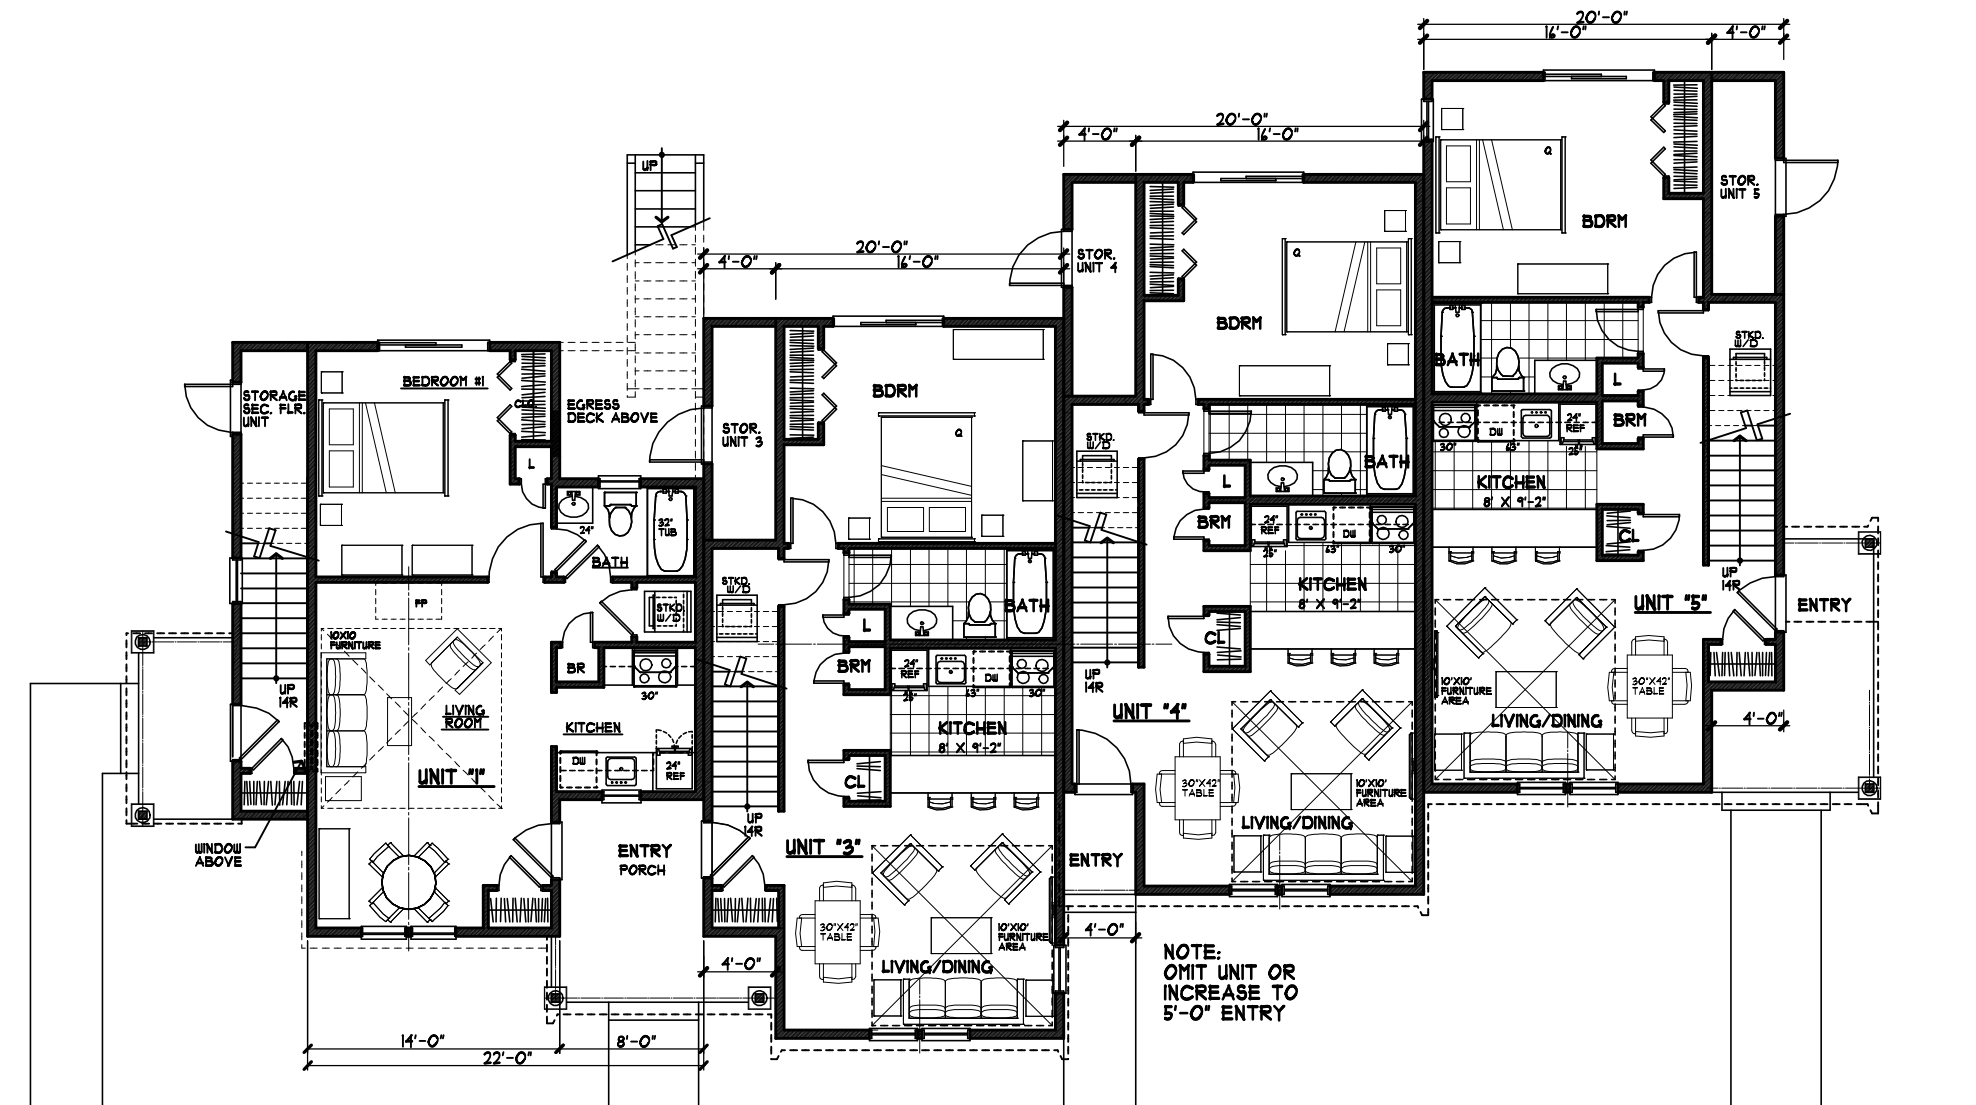 20'-0"
16'-0"
4'-0"
20'-0"
4'-0"
16'-0"
20'-0"
4'-0"
16'-0"
UP
Q
BDRM
STOR.
UNIT 5
STOR.
UNIT 4
Q
BDRM
BATH
L
STKD.
W/D
BRM
30"
DW
63"
24"
REF
25"
KITCHEN
8' X 9'-2"
CL
UP
14R
UNIT "5"
ENTRY
10'X10'
FURNITURE
AREA
30"X42"
TABLE
LIVING/DINING
4'-0"
STKD.
W/D
BATH
L
BRM
24"
REF
25"
63"
DW
30"
KITCHEN
8' X 9'-2"
CL
UP
14R
UNIT "4"
30"X42"
TABLE
10'X10'
FURNITURE
AREA
LIVING/DINING
ENTRY
4'-0"
NOTE:
OMIT UNIT OR
INCREASE TO
5'-0" ENTRY
STOR.
UNIT 3
BDRM
Q
STKD.
W/D
BATH
L
BRM
24"
REF
25"
63"
DW
30"
KITCHEN
8' X 9'-2"
CL
UP
14R
UNIT "3"
30"X42"
TABLE
10'X10'
FURNITURE
AREA
LIVING/DINING
4'-0"
STORAGE
SEC. FLR.
UNIT
BEDROOM #1
CLO
EGRESS
DECK ABOVE
L
24"
32"
TUB
BATH
FP
STKD.
W/D
10X10
FURNITURE
BR
30"
UP
14R
LIVING
ROOM
KITCHEN
DW
24"
REF
UNIT "1"
WINDOW
ABOVE
ENTRY
PORCH
14'-0"
8'-0"
22'-0"